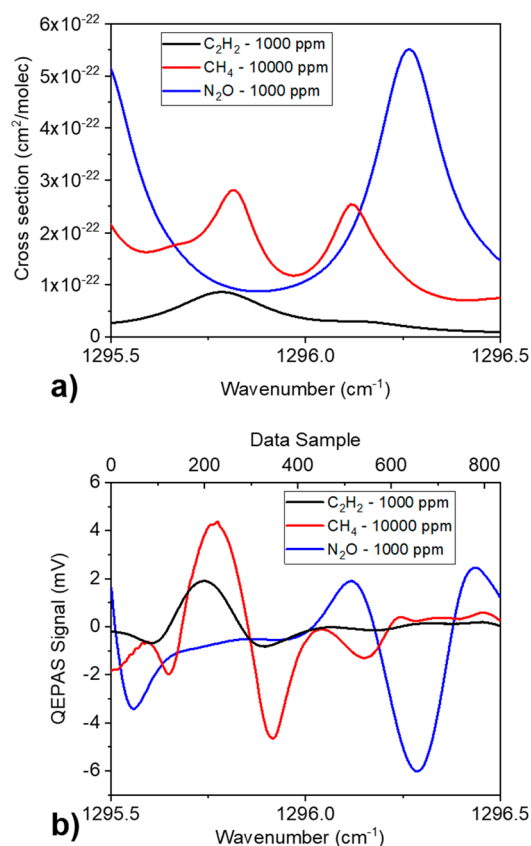 6x10⁻²²
5x10⁻²²
4x10⁻²²
3x10⁻²²
2x10⁻²²
1x10⁻²²
0
Cross section (cm²/molec)
C₂H₂ - 1000 ppm
CH₄ - 10000 ppm
N₂O - 1000 ppm
1295.5 1296.0 1296.5
a)
Wavenumber (cm⁻¹)
Data Sample
0 200 400 600 800
6
4
2
0
-2
-4
-6
QEPAS Signal (mV)
C₂H₂ - 1000 ppm
CH₄ - 10000 ppm
N₂O - 1000 ppm
1295.5 1296.0 1296.5
b)
Wavenumber (cm⁻¹)